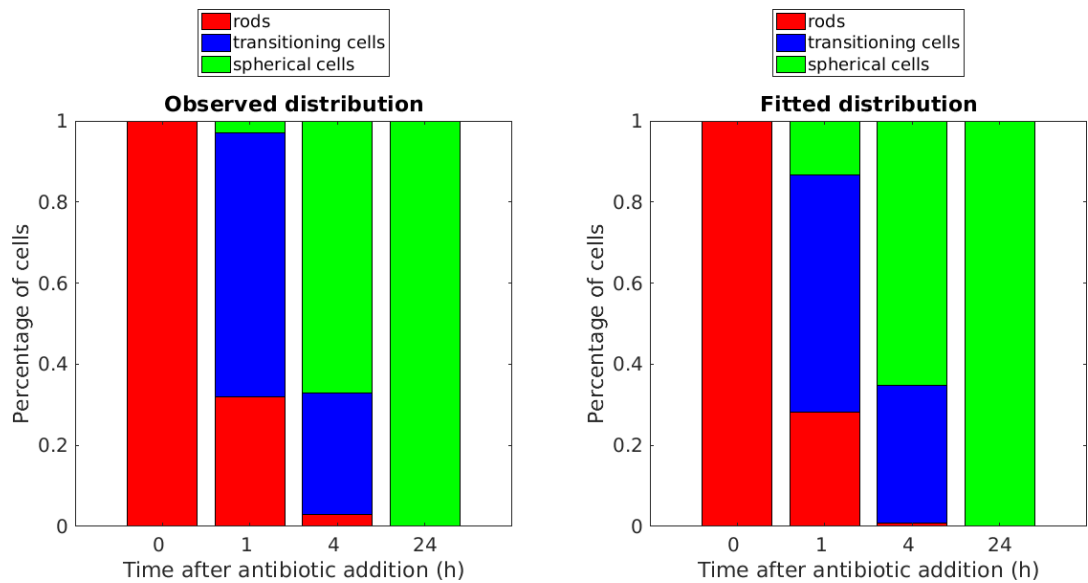 rods
transitioning cells
spherical cells
Observed distribution
1
0.8
0.6
0.4
0.2
0
Percentage of cells
0 1 4 24
Time after antibiotic addition (h)
rods
transitioning cells
spherical cells
Fitted distribution
1
0.8
0.6
0.4
0.2
0
Percentage of cells
0 1 4 24
Time after antibiotic addition (h)